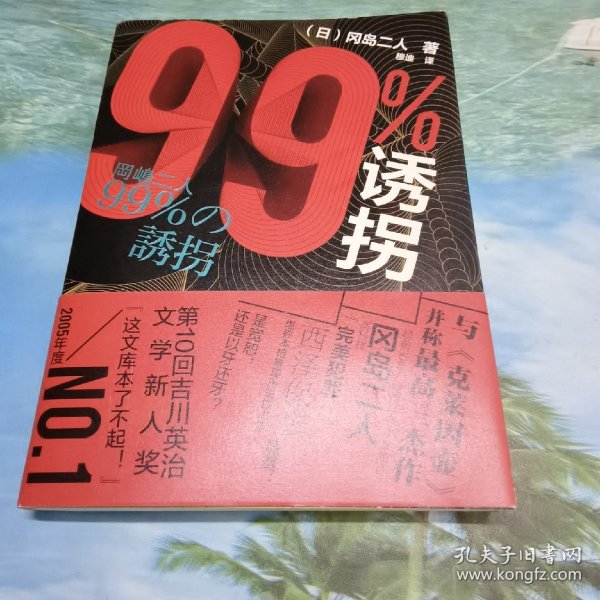 （日）冈岛二人 著
穆迪 译
99%
诱拐
岡嶋二人
99%の
誘拐
与《克莱因壶》
并称最高杰作
冈岛二人
完美犯罪
是宽恕？
还是以牙还牙？
第10回吉川英治
文学新人奖
『这文库本了不起！』
2005年度
NO.1
孔夫子旧书网
www.kongfz.com